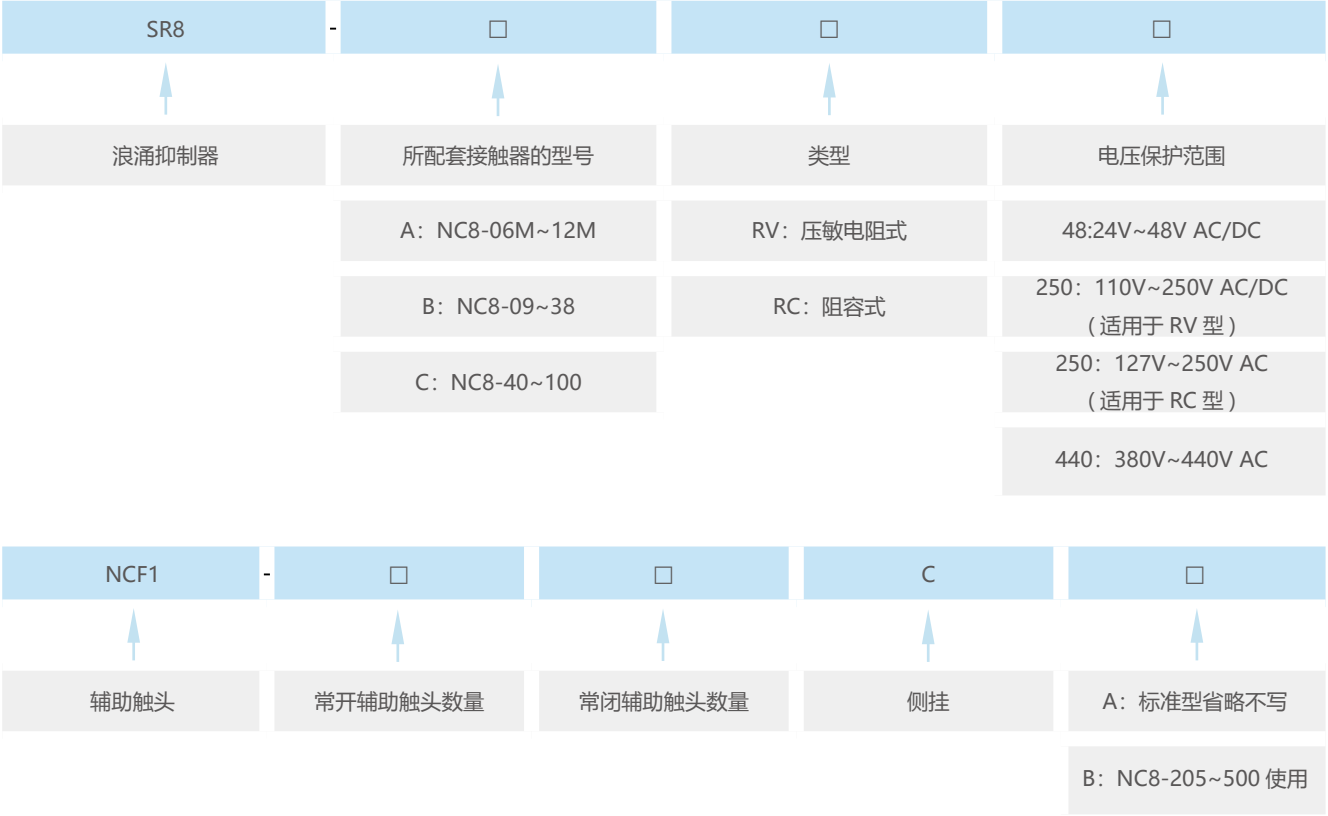 SR8 - □ □ □
浪涌抑制器 所配套接触器的型号 类型 电压保护范围
A：NC8-06M~12M RV：压敏电阻式 48:24V~48V AC/DC
B：NC8-09~38 RC：阻容式 250：110V~250V AC/DC
( 适用于 RV 型 )
C：NC8-40~100 250：127V~250V AC
( 适用于 RC 型 )
440：380V~440V AC
NCF1 - □ □ C □
辅助触头 常开辅助触头数量 常闭辅助触头数量 侧挂 A：标准型省略不写
B：NC8-205~500 使用